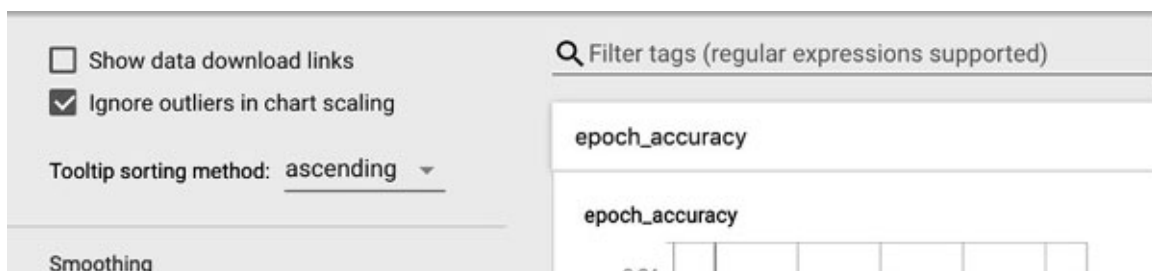 Show data download links
Ignore outliers in chart scaling
Tooltip sorting method: ascending
Smoothing
Filter tags (regular expressions supported)
epoch_accuracy
epoch_accuracy